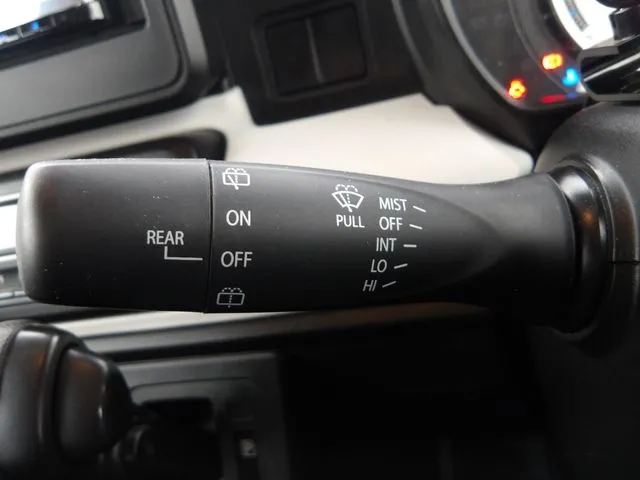 REAR
ON
OFF
PULL
MIST
OFF
INT
LO
HI